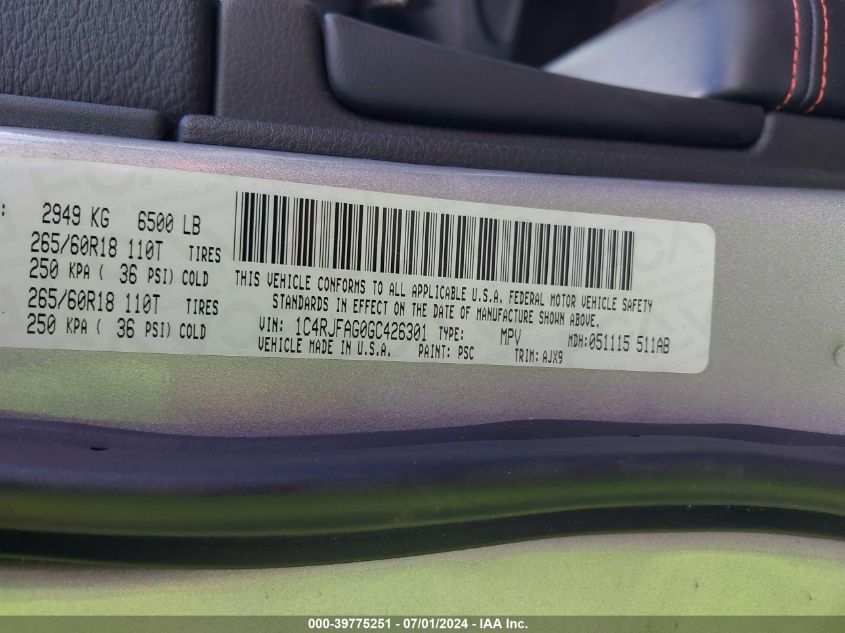 : 2949 KG 6500 LB
265/60R18 110T TIRES
250 KPA ( 36 PSI) COLD
265/60R18 110T TIRES
250 KPA ( 36 PSI) COLD
THIS VEHICLE CONFORMS TO ALL APPLICABLE U.S.A. FEDERAL MOTOR VEHICLE SAFETY
STANDARDS IN EFFECT ON THE DATE OF MANUFACTURE SHOWN ABOVE.
VIN: 1C4RJFAG0GC426301 TYPE: MPV MDH:051115 511AB
VEHICLE MADE IN U.S.A. PAINT: PSC TRIM: AJX9
000-39775251 - 07/01/2024 - IAA Inc.